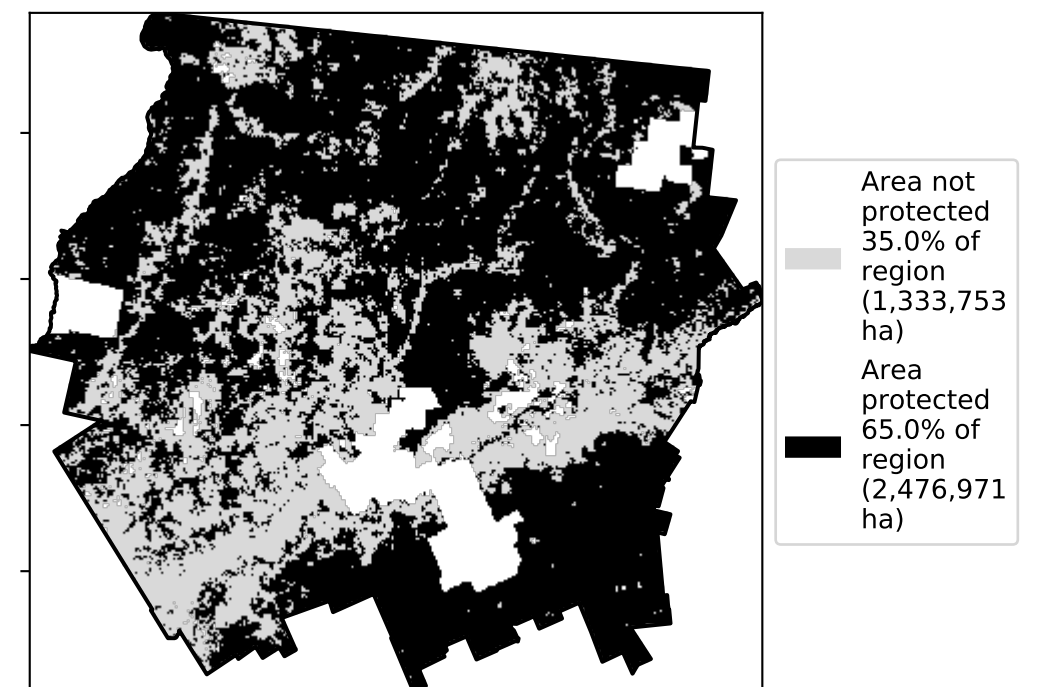 Area not
protected
35.0% of
region
(1,333,753
ha)
Area
protected
65.0% of
region
(2,476,971
ha)